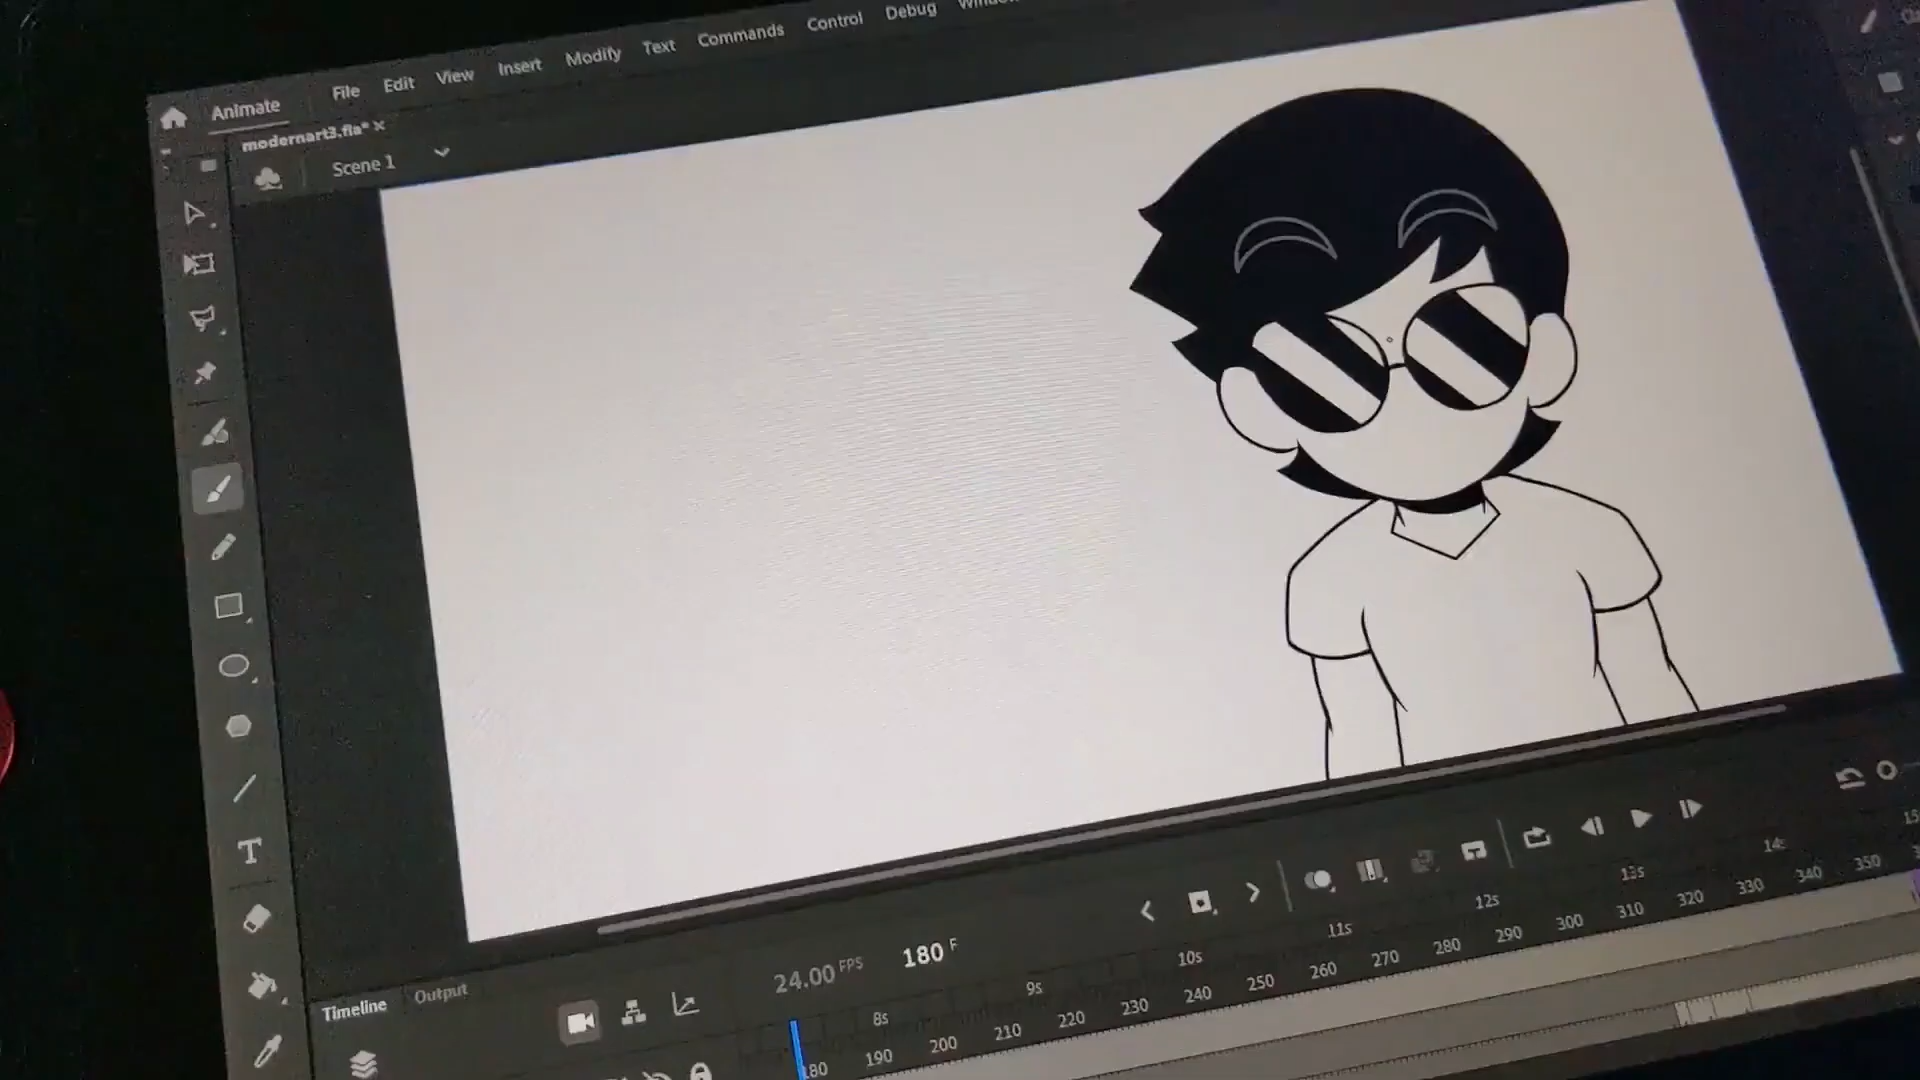 Animate File Edit View Insert Modify Text Commands Control Debug
modernart3.fla* ×
Scene 1
24.00 FPS 180 F
Timeline Output
8s 9s 10s 11s 12s 13s 14s
180 190 200 210 220 230 240 250 260 270 280 290 300 310 320 330 340 350